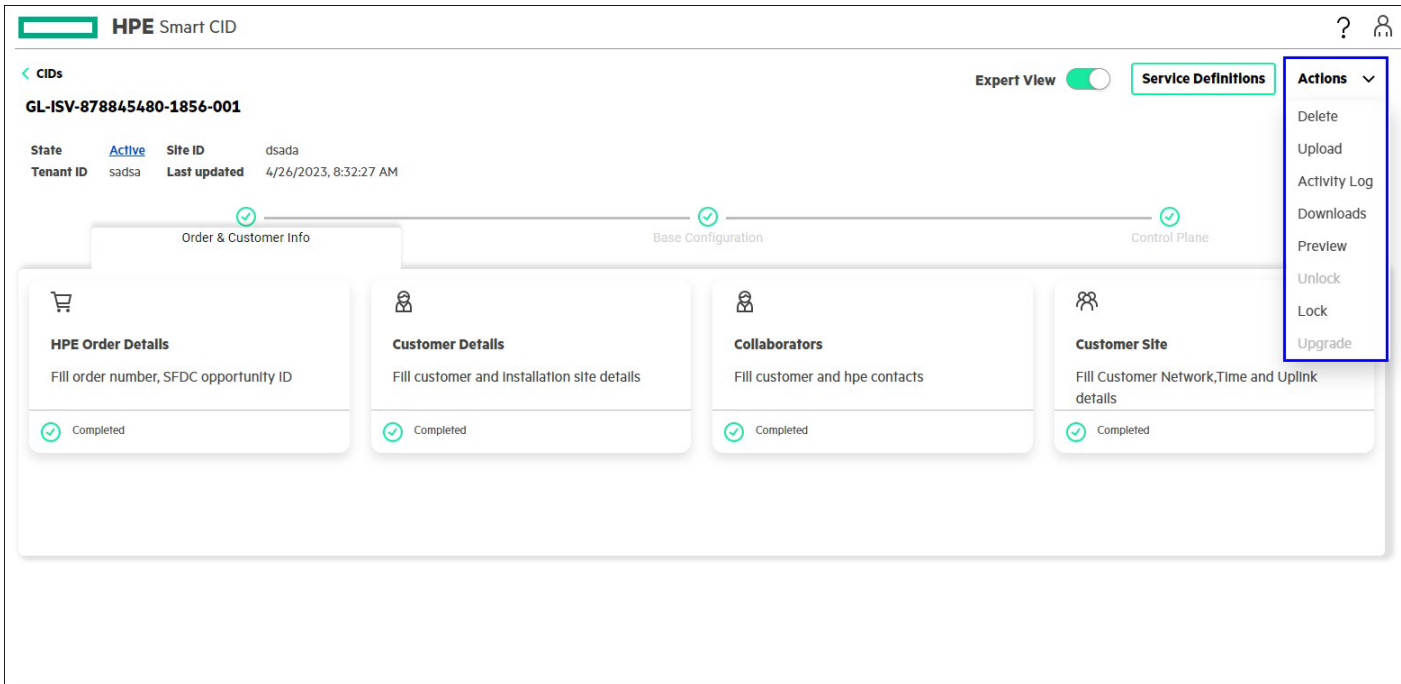 HPE Smart CID
?
CIDs
Expert View
Service Definitions
Actions
GL-ISV-878845480-1856-001
State Active Site ID dsada
Tenant ID sadsa Last updated 4/26/2023, 8:32:27 AM
Delete
Upload
Activity Log
Downloads
Preview
Unlock
Lock
Upgrade
Order & Customer Info
Base Configuration
Control Plane
HPE Order Details
Fill order number, SFDC opportunity ID
Completed
Customer Details
Fill customer and installation site details
Completed
Collaborators
Fill customer and hpe contacts
Completed
Customer Site
Fill Customer Network,Time and Uplink
details
Completed